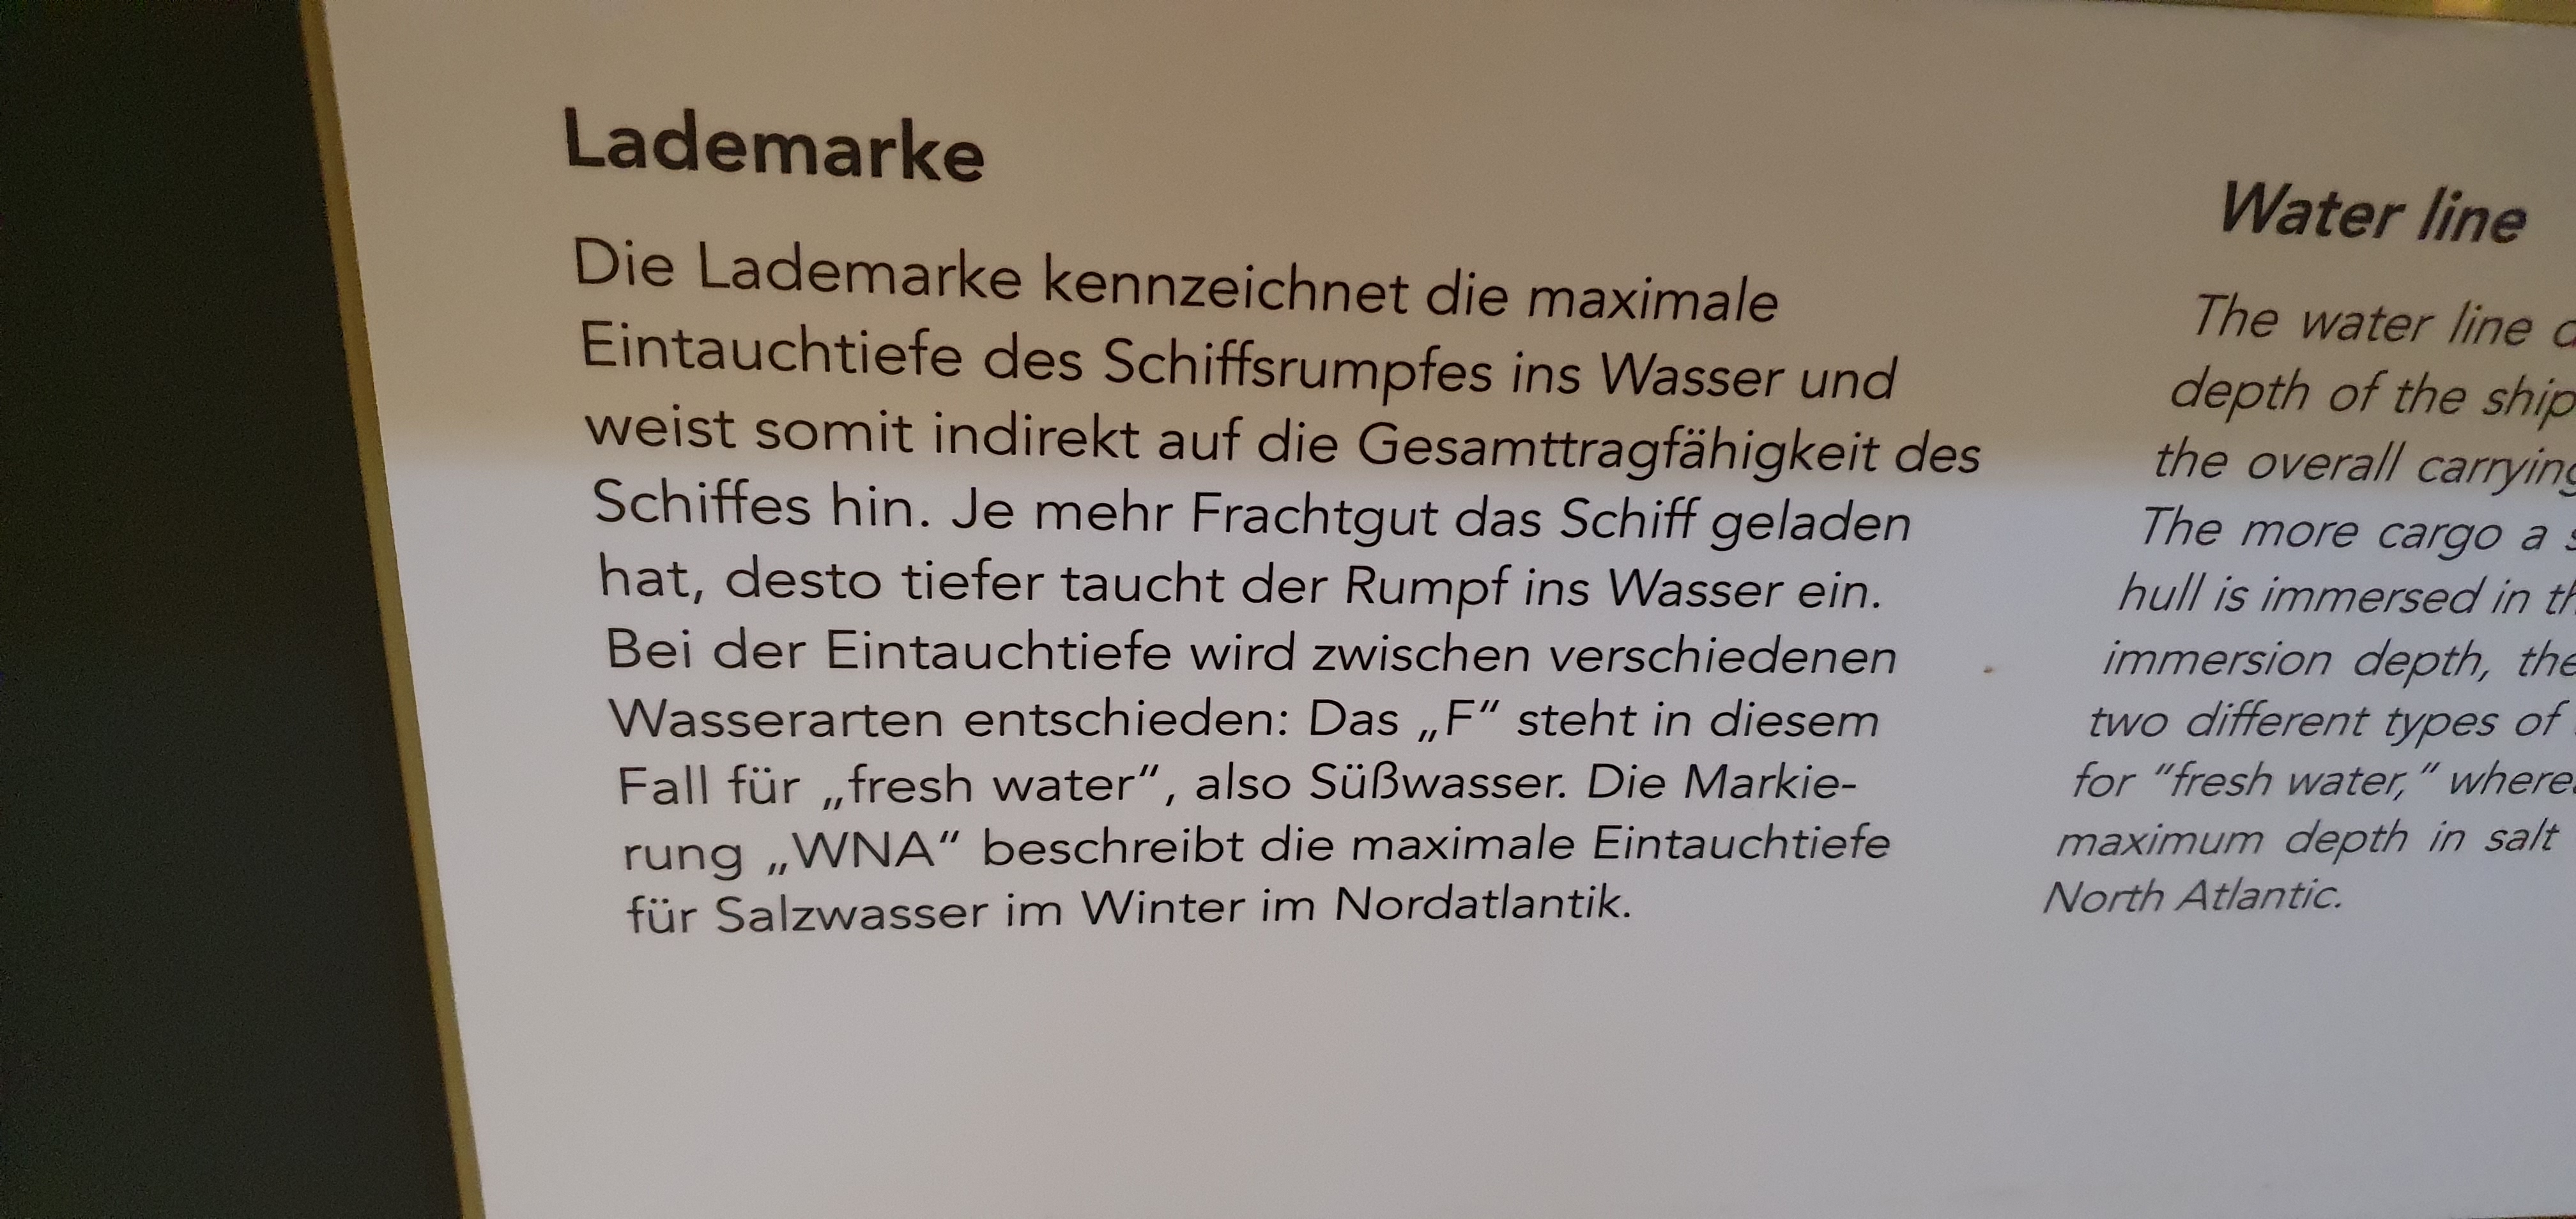 Lademarke
Die Lademarke kennzeichnet die maximale
Eintauchtiefe des Schiffsrumpfes ins Wasser und
weist somit indirekt auf die Gesamttragfähigkeit des
Schiffes hin. Je mehr Frachtgut das Schiff geladen
hat, desto tiefer taucht der Rumpf ins Wasser ein.
Bei der Eintauchtiefe wird zwischen verschiedenen
Wasserarten entschieden: Das „F“ steht in diesem
Fall für „fresh water“, also Süßwasser. Die Markie-
rung „WNA“ beschreibt die maximale Eintauchtiefe
für Salzwasser im Winter im Nordatlantik.
Water line
The water line
depth of the ship
the overall carrying
The more cargo a
hull is immersed in
immersion depth, the
two different types of
for “fresh water,”
maximum depth in salt
North Atlantic.